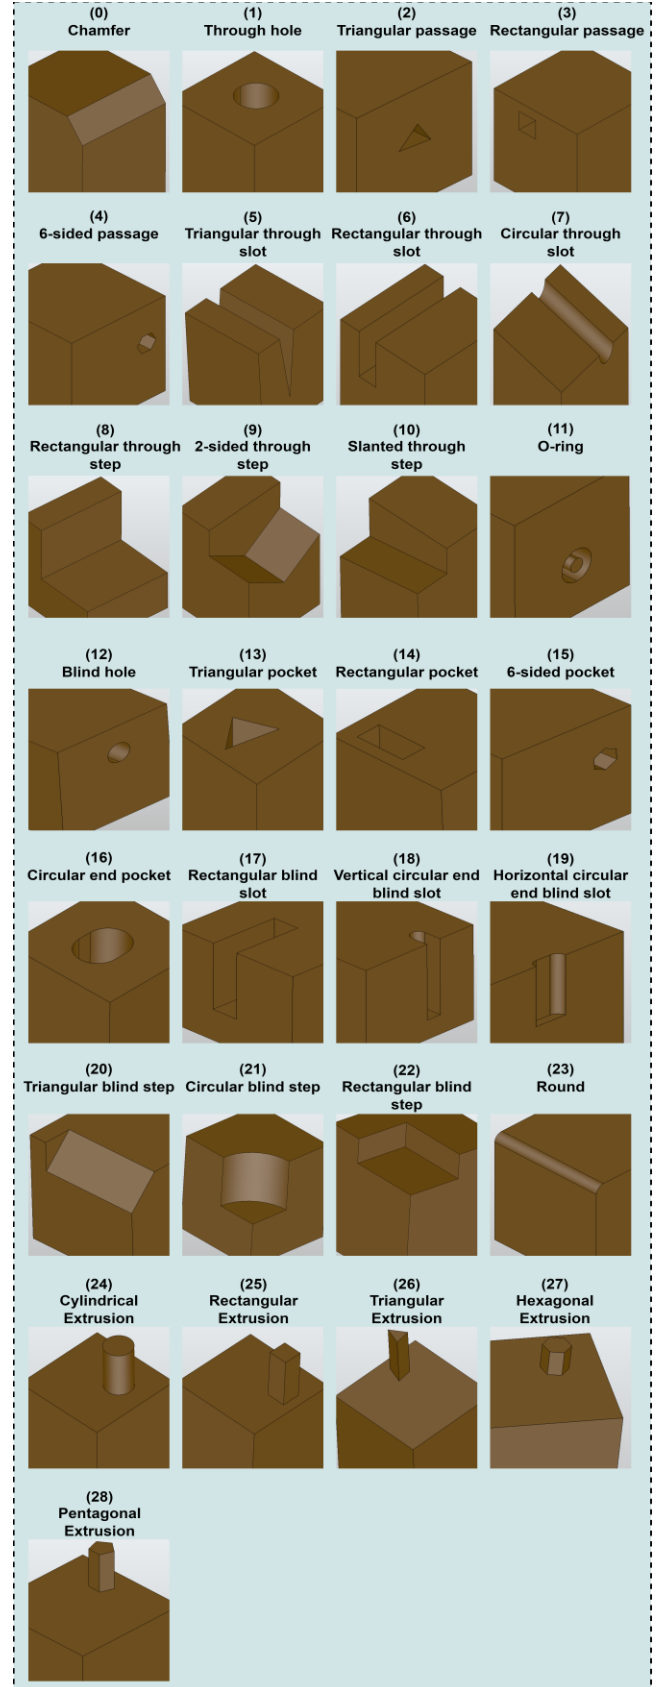 (0)
Chamfer
(1)
Through hole
(2)
Triangular passage
(3)
Rectangular passage
(4)
6-sided passage
(5)
Triangular through
slot
(6)
Rectangular through
slot
(7)
Circular through
slot
(8)
Rectangular through
step
(9)
2-sided through
step
(10)
Slanted through
step
(11)
O-ring
(12)
Blind hole
(13)
Triangular pocket
(14)
Rectangular pocket
(15)
6-sided pocket
(16)
Circular end pocket
(17)
Rectangular blind
slot
(18)
Vertical circular end
blind slot
(19)
Horizontal circular
end blind slot
(20)
Triangular blind step
(21)
Circular blind step
(22)
Rectangular blind
step
(23)
Round
(24)
Cylindrical
Extrusion
(25)
Rectangular
Extrusion
(26)
Triangular
Extrusion
(27)
Hexagonal
Extrusion
(28)
Pentagonal
Extrusion